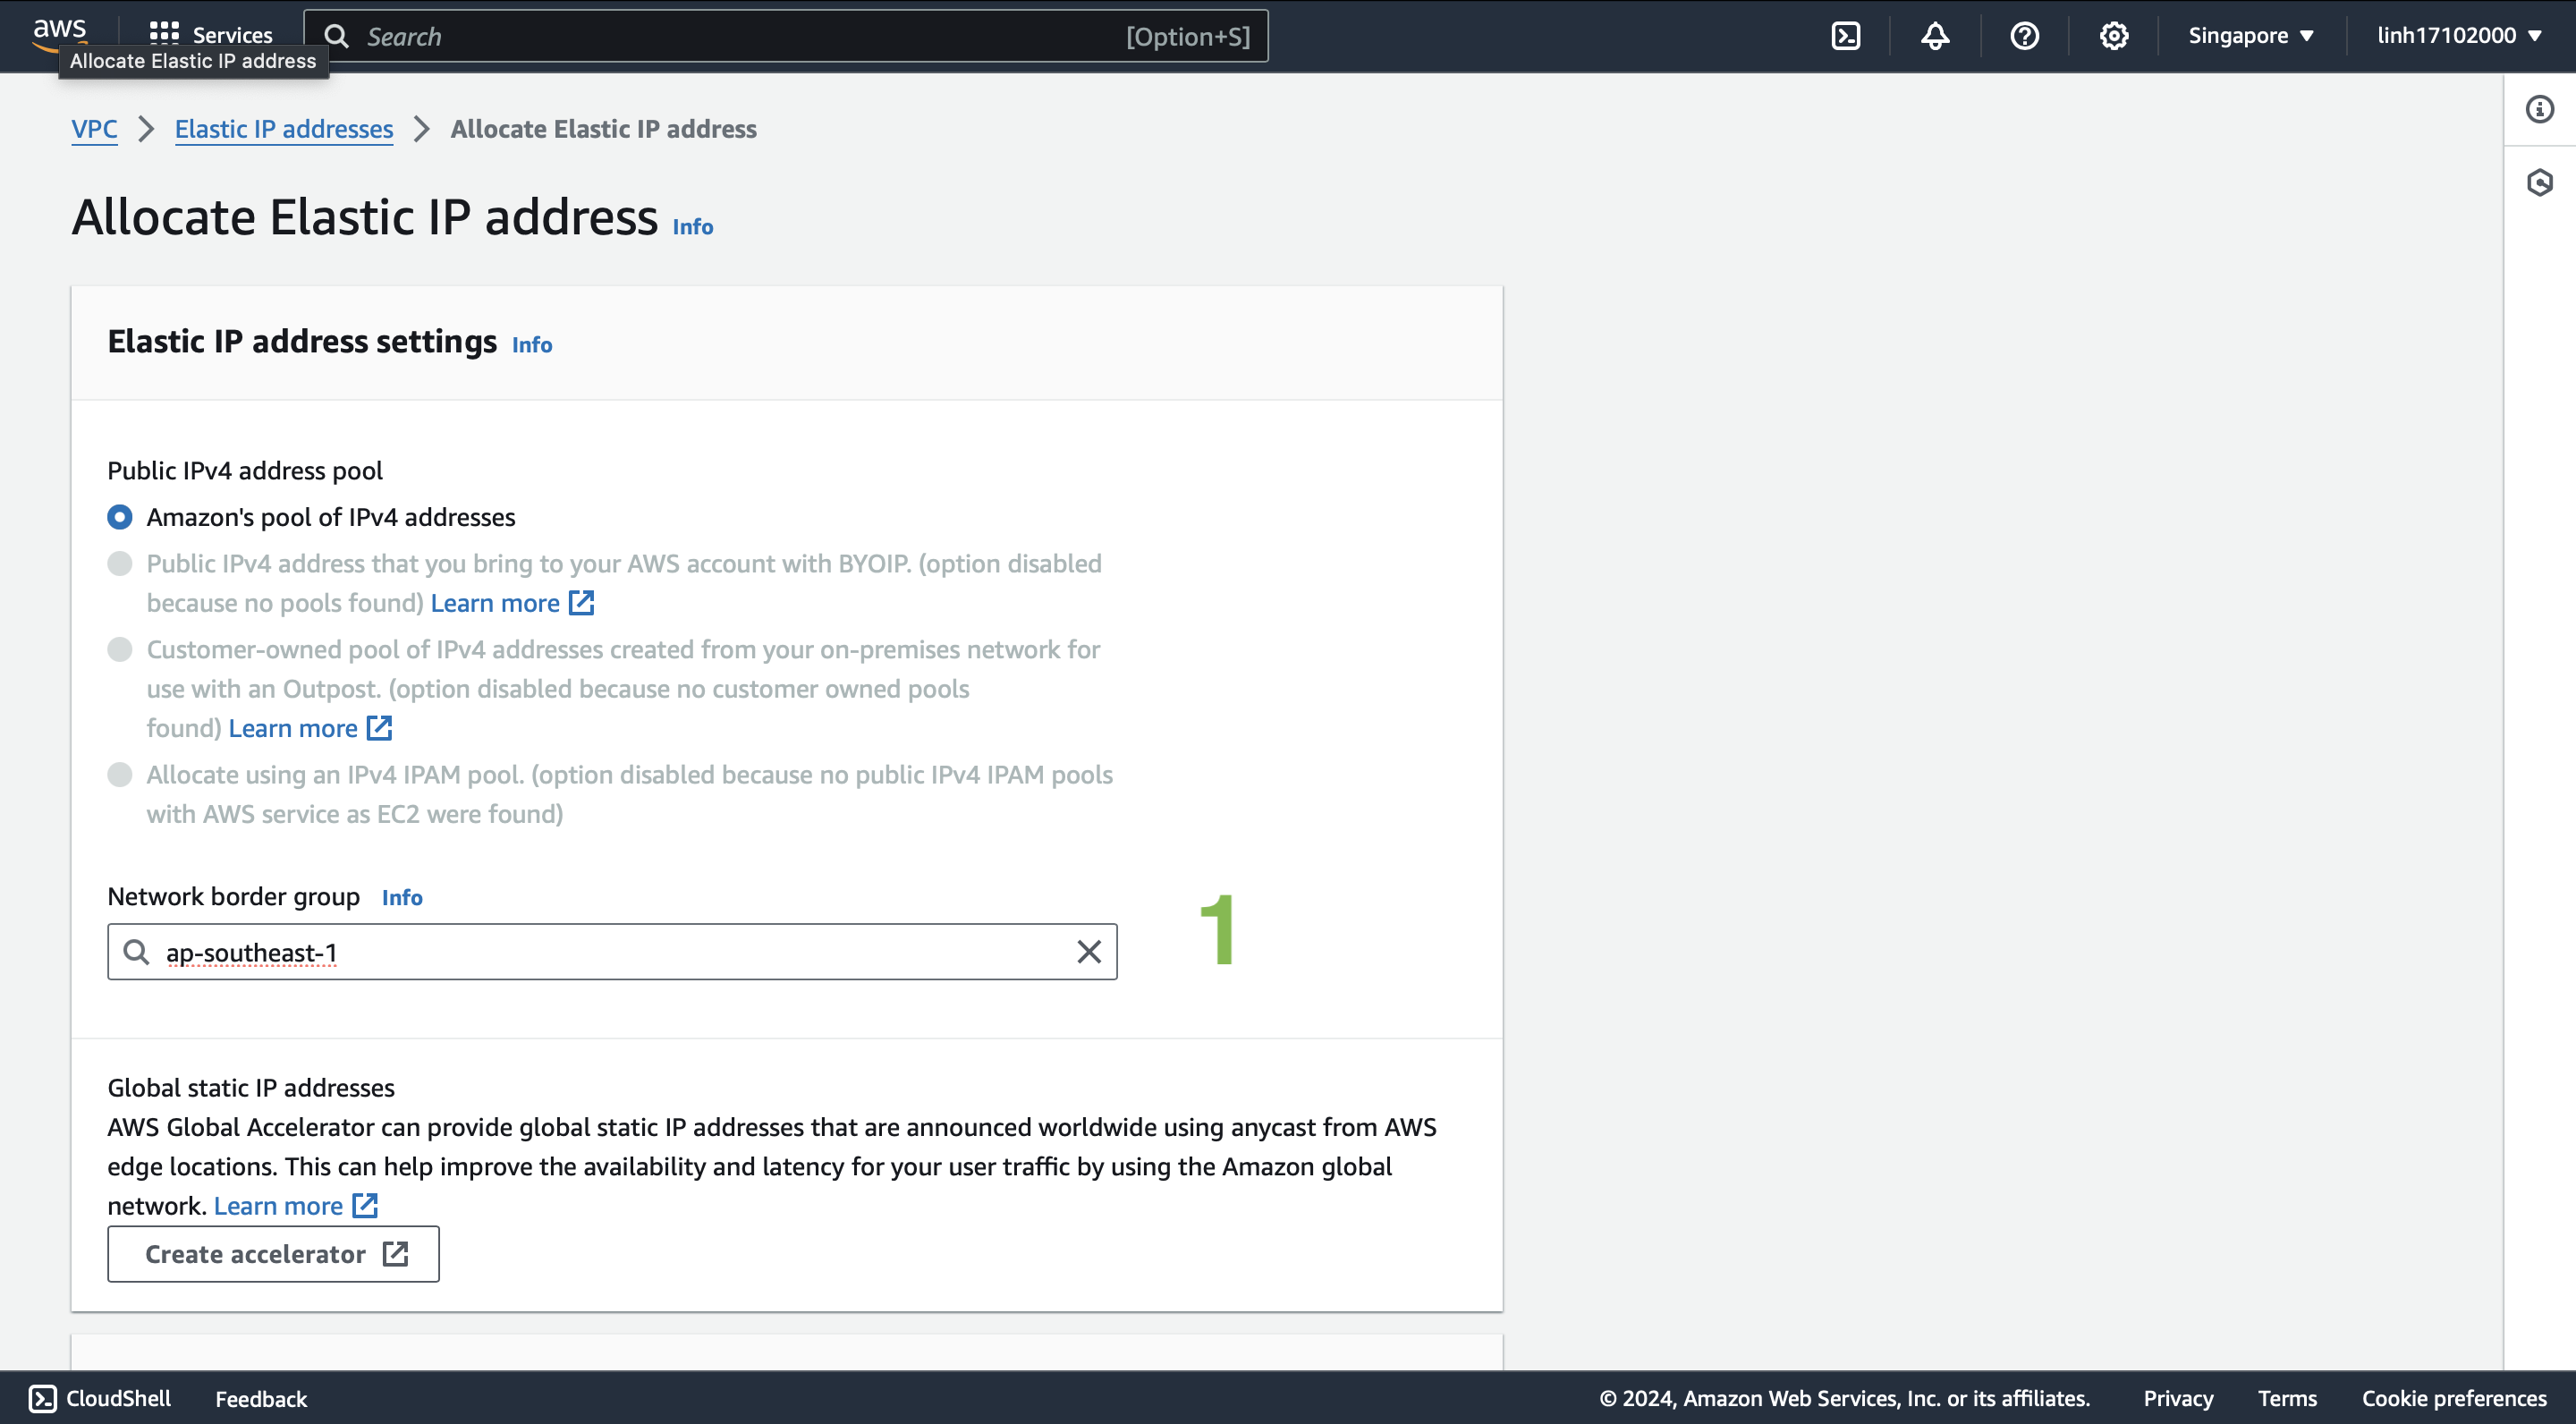 aws
Services
Search
[Option+S]
Singapore
linh17102000
Allocate Elastic IP address
VPC
Elastic IP addresses
Allocate Elastic IP address
Allocate Elastic IP address Info
Elastic IP address settings Info
Public IPv4 address pool
Amazon's pool of IPv4 addresses
Public IPv4 address that you bring to your AWS account with BYOIP. (option disabled
because no pools found) Learn more
Customer-owned pool of IPv4 addresses created from your on-premises network for
use with an Outpost. (option disabled because no customer owned pools
found) Learn more
Allocate using an IPv4 IPAM pool. (option disabled because no public IPv4 IPAM pools
with AWS service as EC2 were found)
Network border group Info
ap-southeast-1
1
Global static IP addresses
AWS Global Accelerator can provide global static IP addresses that are announced worldwide using anycast from AWS
edge locations. This can help improve the availability and latency for your user traffic by using the Amazon global
network. Learn more
Create accelerator
CloudShell
Feedback
© 2024, Amazon Web Services, Inc. or its affiliates.
Privacy
Terms
Cookie preferences